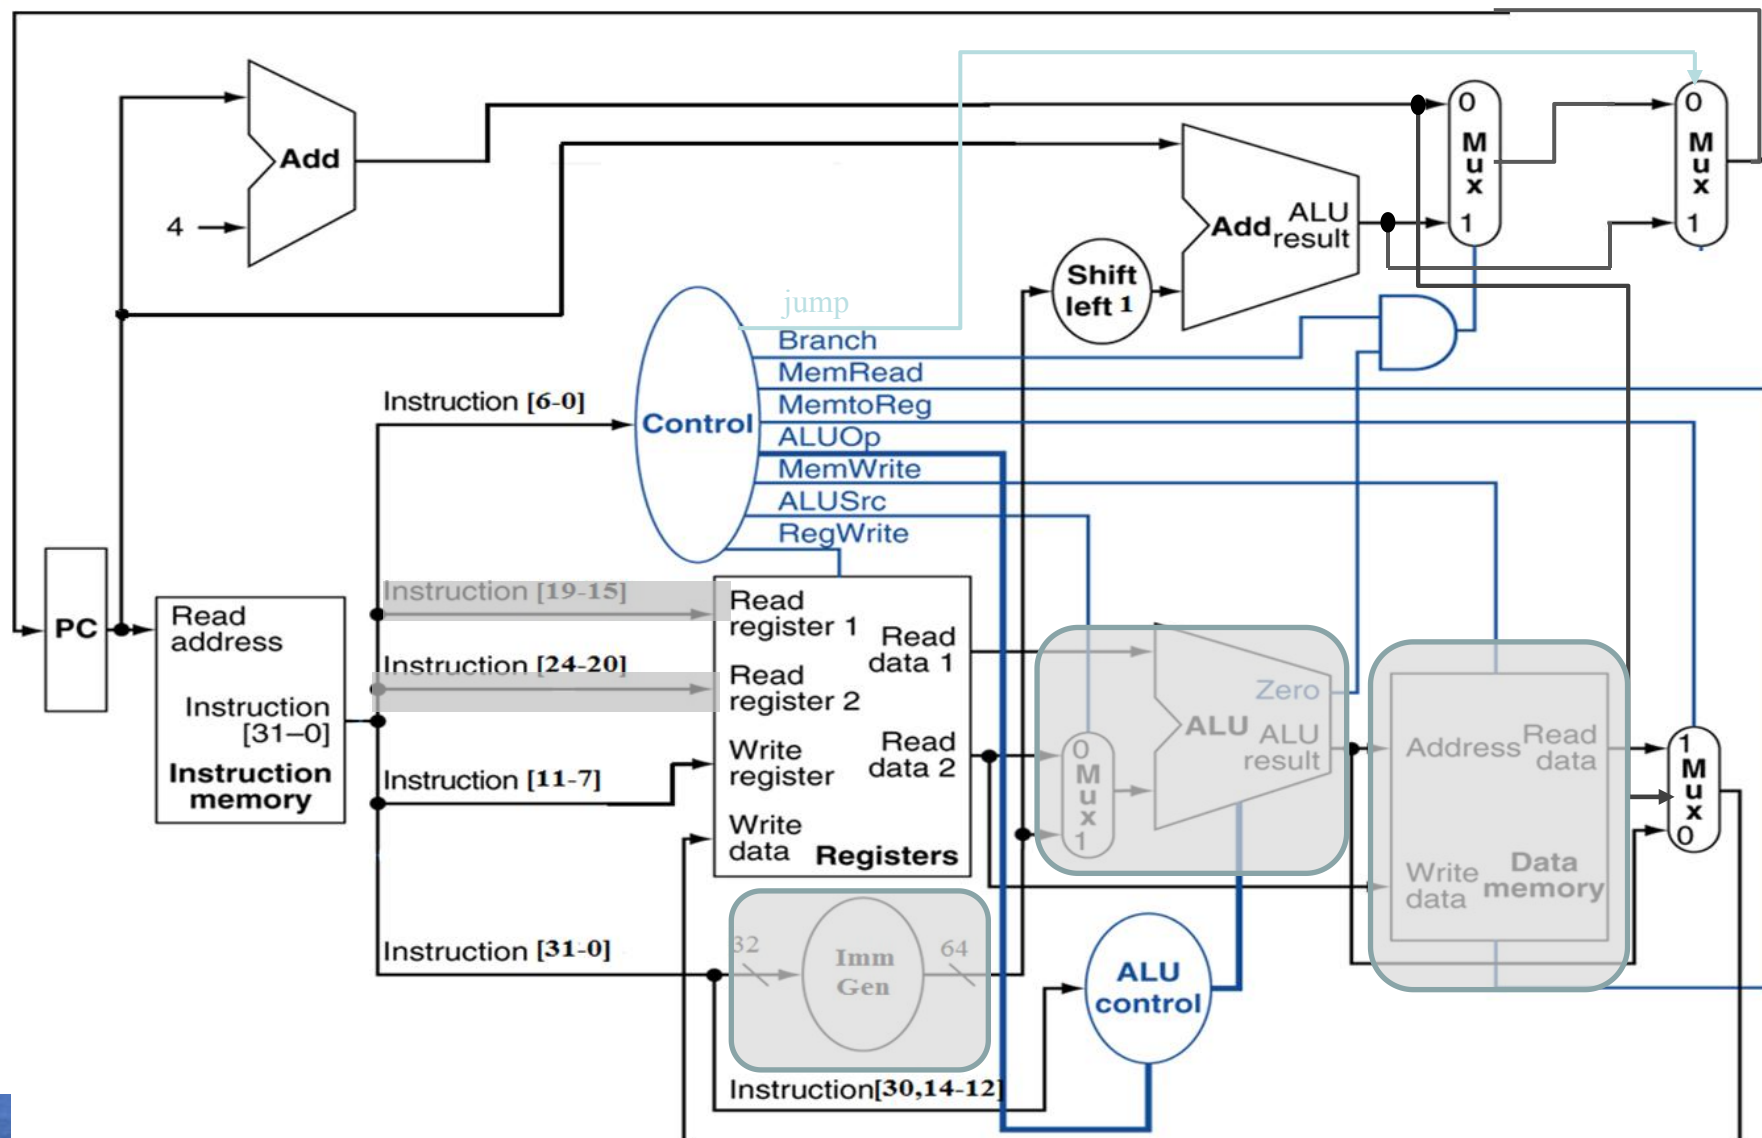 0
M
u
x
1
0
M
u
x
1
Add
4
Add
ALU
result
Shift
left 1
jump
Branch
MemRead
MemtoReg
ALUOp
MemWrite
ALUSrc
RegWrite
Control
Instruction [6-0]
Instruction [19-15]
Instruction [24-20]
Instruction [11-7]
Instruction [31-0]
PC
Read
address
Instruction
[31–0]
Instruction
memory
Read
register 1
Read
register 2
Write
register
Write
data
Read
data 1
Read
data 2
Registers
0
M
u
x
1
Zero
ALU
ALU
result
Address
Read
data
Write
data
Data
memory
1
M
u
x
0
32
Imm
Gen
64
ALU
control
Instruction[30,14-12]